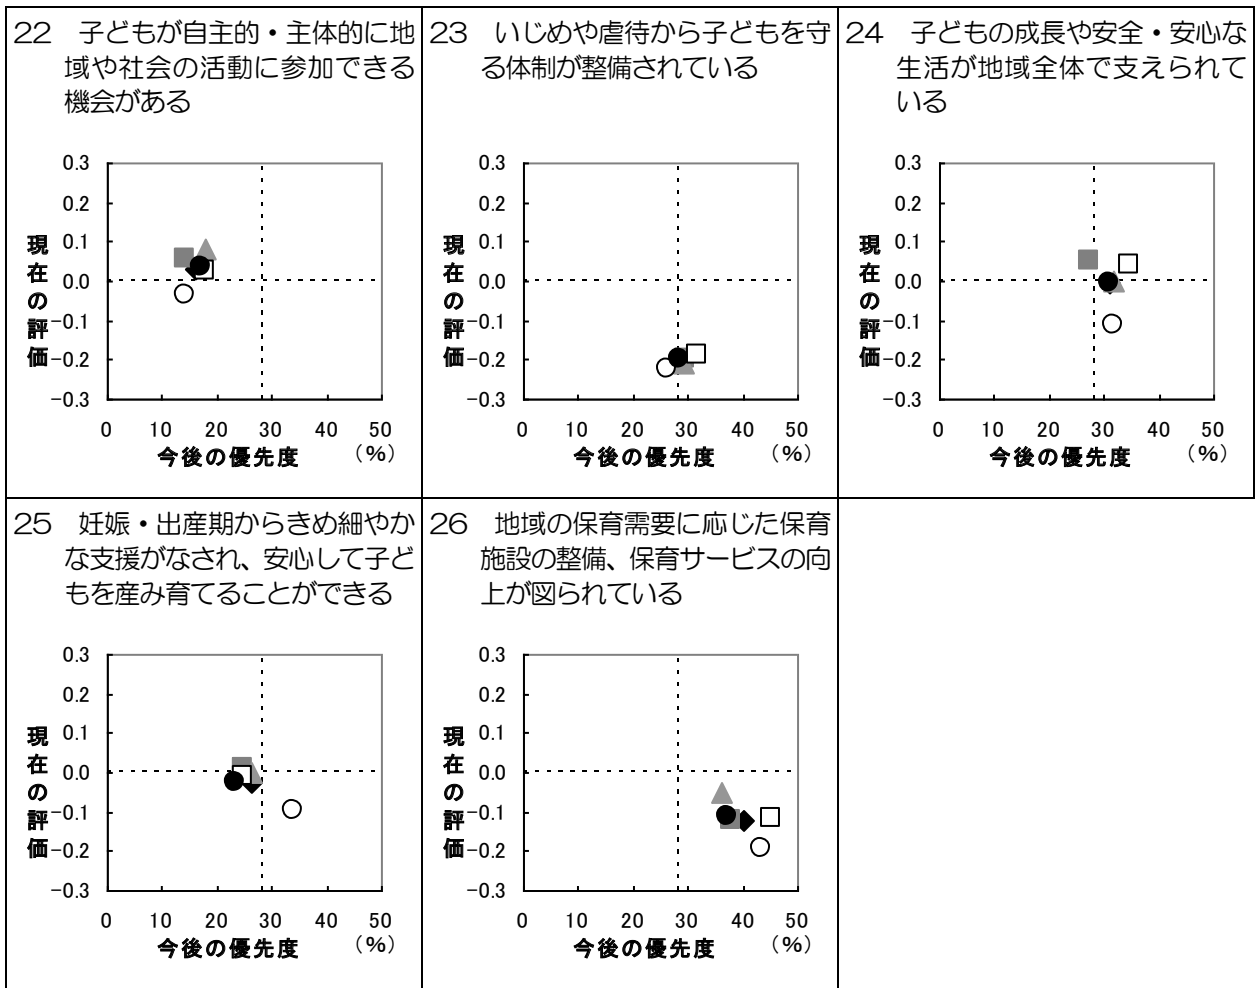 22 子どもが自主的・主体的に地
域や社会の活動に参加できる
機会がある
0.3
0.2
0.1
0.0
-0.1
-0.2
-0.3
現在の評価
0 10 20 30 40 50
今後の優先度 (%)
23 いじめや虐待から子どもを守
る体制が整備されている
0.3
0.2
0.1
0.0
-0.1
-0.2
-0.3
現在の評価
0 10 20 30 40 50
今後の優先度 (%)
24 子どもの成長や安全・安心な
生活が地域全体で支えられて
いる
0.3
0.2
0.1
0.0
-0.1
-0.2
-0.3
現在の評価
0 10 20 30 40 50
今後の優先度 (%)
25 妊娠・出産期からきめ細やか
な支援がなされ、安心して子ど
もを産み育てることができる
0.3
0.2
0.1
0.0
-0.1
-0.2
-0.3
現在の評価
0 10 20 30 40 50
今後の優先度 (%)
26 地域の保育需要に応じた保育
施設の整備、保育サービスの向
上が図られている
0.3
0.2
0.1
0.0
-0.1
-0.2
-0.3
現在の評価
0 10 20 30 40 50
今後の優先度 (%)